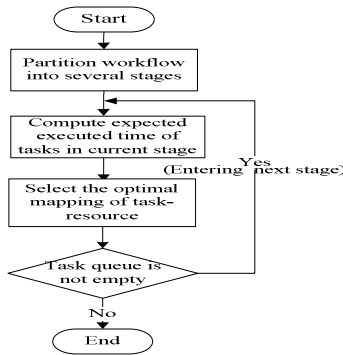 Start
Partition workflow
into several stages
Compute expected
executed time of
tasks in current stage
Yes
(Entering next stage)
Select the optimal
mapping of task-
resource
Task queue is
not empty
No
End